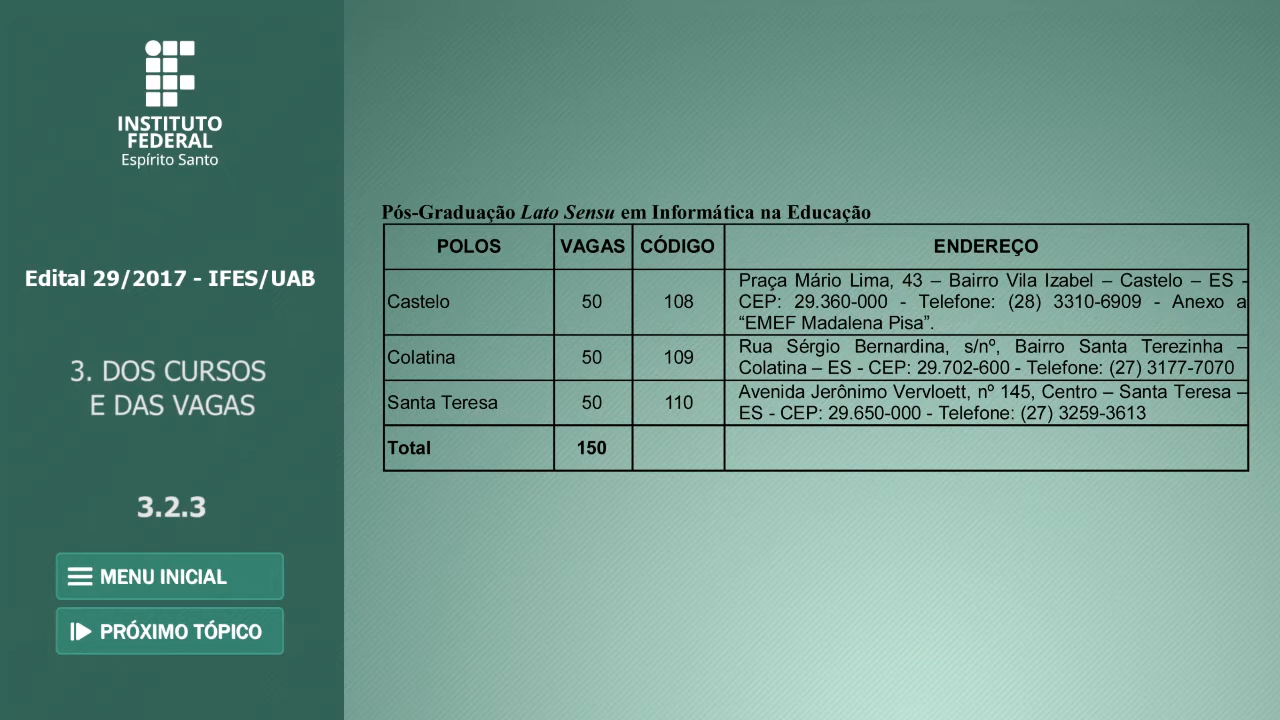 INSTITUTO
FEDERAL
Espírito Santo
Edital 29/2017 - IFES/UAB
3. DOS CURSOS
E DAS VAGAS
3.2.3
MENU INICIAL
PRÓXIMO TÓPICO
Pós-Graduação Lato Sensu em Informática na Educação
POLOS VAGAS CÓDIGO ENDEREÇO
Castelo 50 108 Praça Mário Lima, 43 – Bairro Vila Izabel – Castelo – ES -
CEP: 29.360-000 - Telefone: (28) 3310-6909 - Anexo a
“EMEF Madalena Pisa”.
Colatina 50 109 Rua Sérgio Bernardina, s/nº, Bairro Santa Terezinha –
Colatina – ES - CEP: 29.702-600 - Telefone: (27) 3177-7070
Santa Teresa 50 110 Avenida Jerônimo Vervloett, nº 145, Centro – Santa Teresa –
ES - CEP: 29.650-000 - Telefone: (27) 3259-3613
Total 150